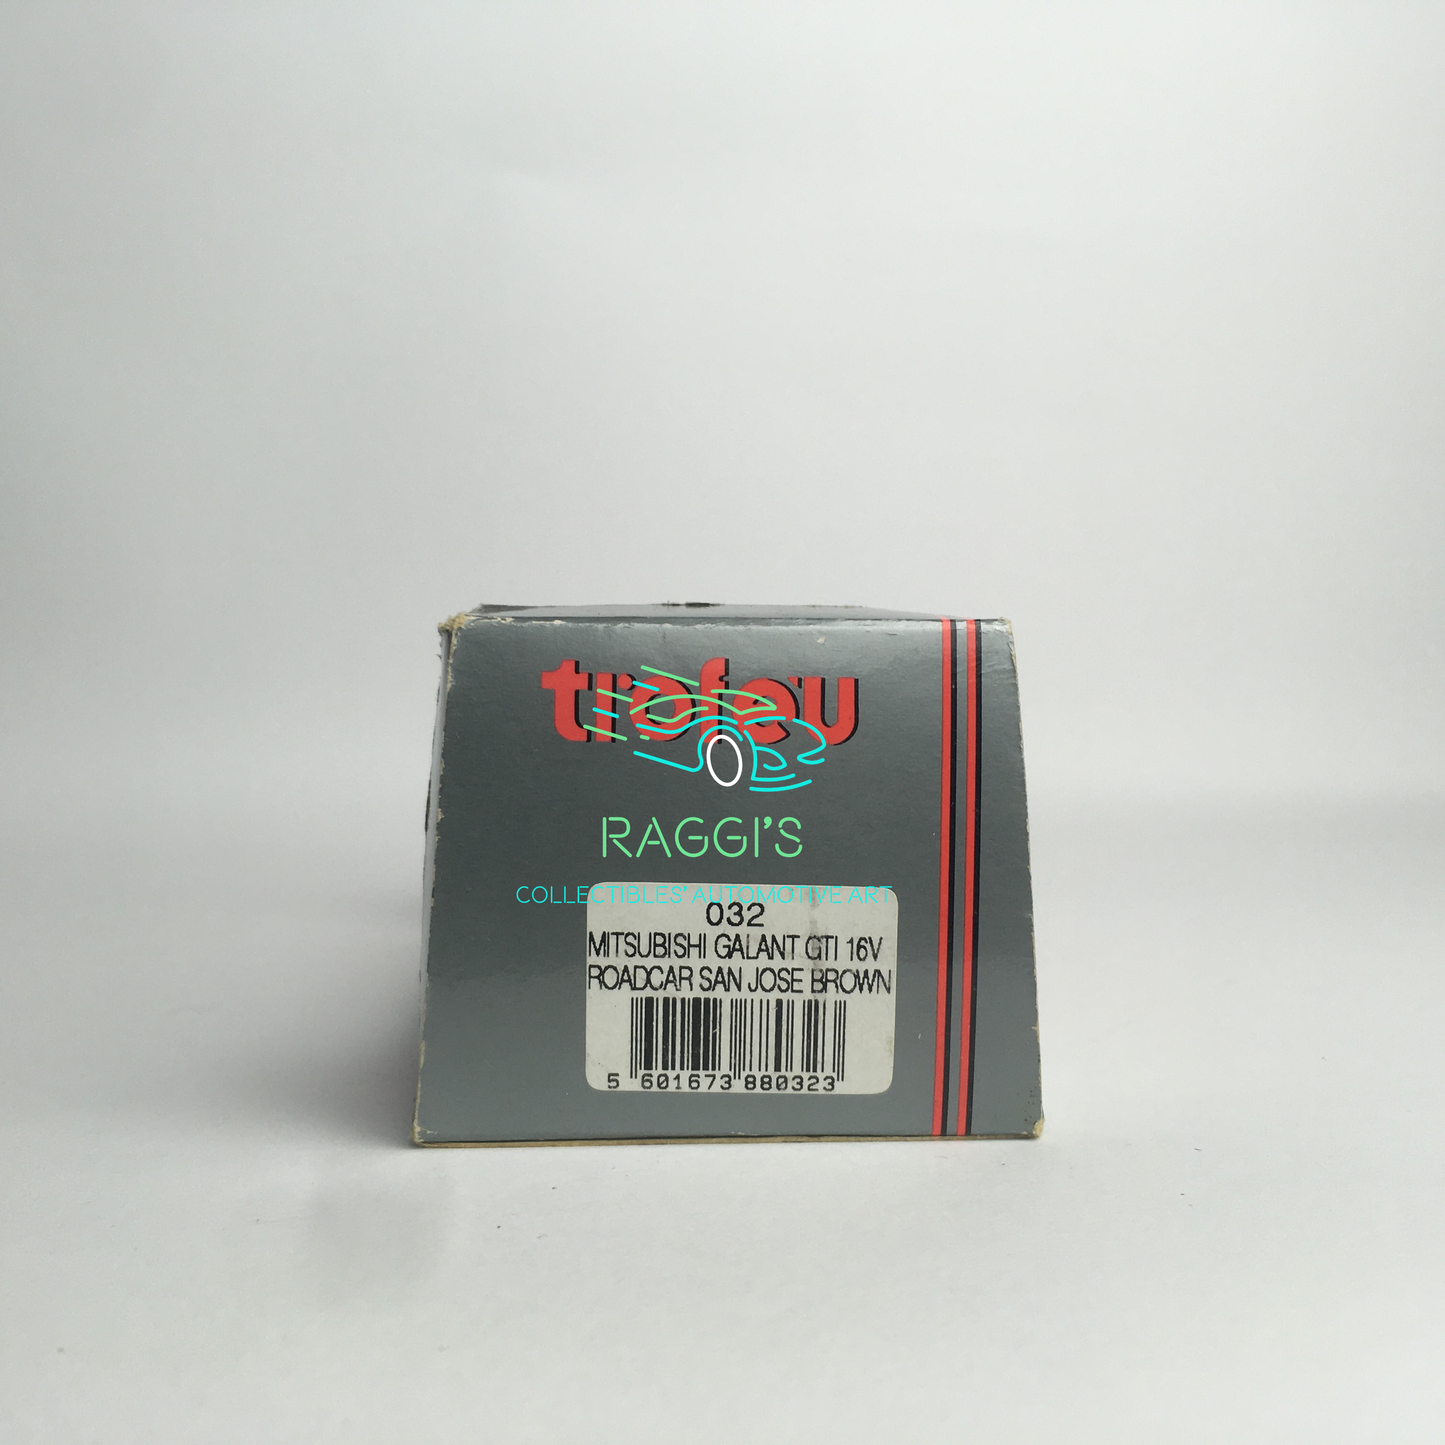 trofeu
RAGGI'S
COLLECTIBLES' AUTOMOTIVE ART
032
MITSUBISHI GALANT GTI 16V
ROADCAR SAN JOSE BROWN
5 601673 880323